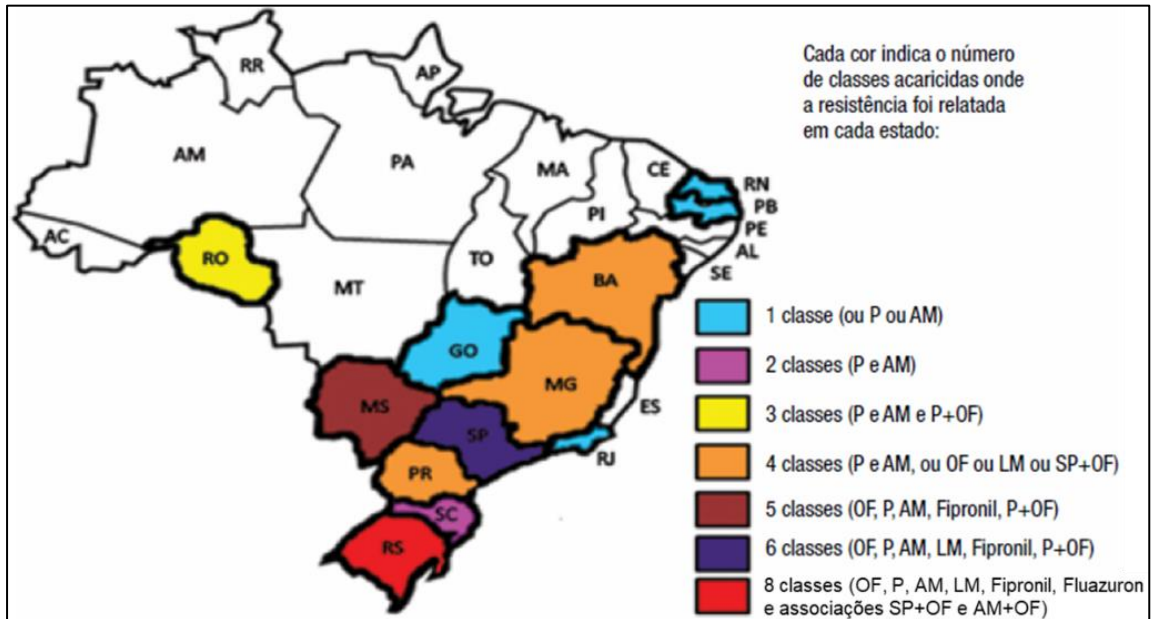 Cada cor indica o número
de classes acaricidas onde
a resistência foi relatada
em cada estado:
RR
AP
AM
PA
MA
CE
RN
PB
PE
AL
SE
PI
AC
RO
MT
TO
BA
GO
MG
ES
MS
SP
RJ
PR
SC
RS
1 classe (ou P ou AM)
2 classes (P e AM)
3 classes (P e AM e P+OF)
4 classes (P e AM, ou OF ou LM ou SP+OF)
5 classes (OF, P, AM, Fipronil, P+OF)
6 classes (OF, P, AM, LM, Fipronil, P+OF)
8 classes (OF, P, AM, LM, Fipronil, Fluazuron
e associações SP+OF e AM+OF)